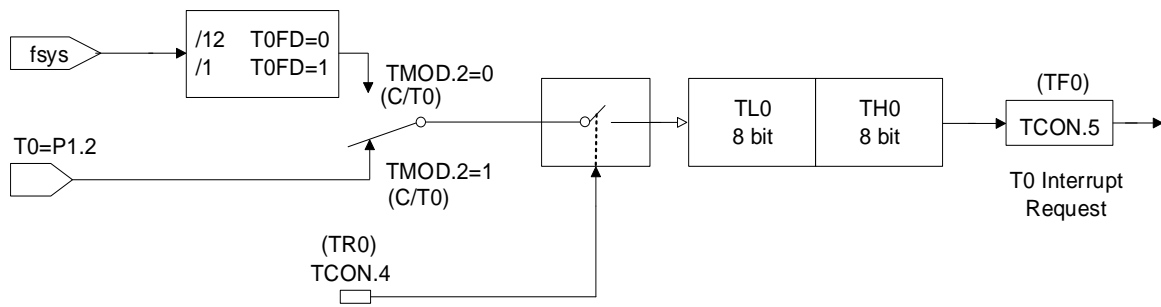 fsys
/12 T0FD=0
/1 T0FD=1
TMOD.2=0
(C/T0)
T0=P1.2
TMOD.2=1
(C/T0)
(TR0)
TCON.4
TL0
8 bit
TH0
8 bit
(TF0)
TCON.5
T0 Interrupt
Request